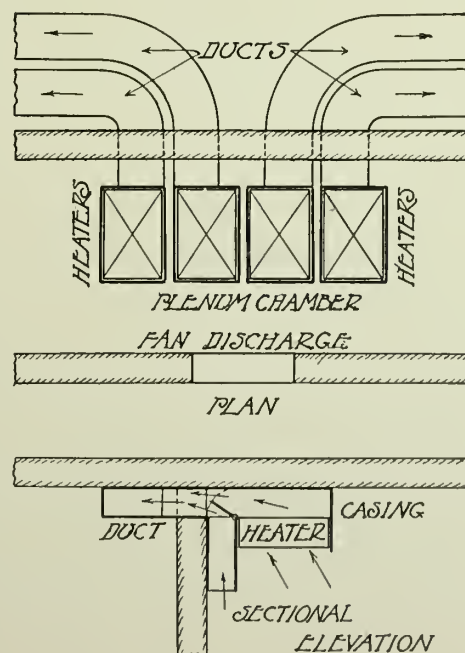 DUCTS
HEATERS
HEATERS
PLENUM CHAMBER
FAN DISCHARGE
PLAN
DUCT
HEATER
CASING
SECTIONAL
ELEVATION